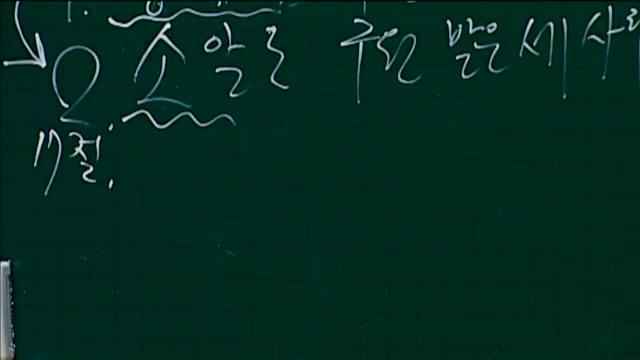 ② 소알로 구원 받은 세 사
17절.